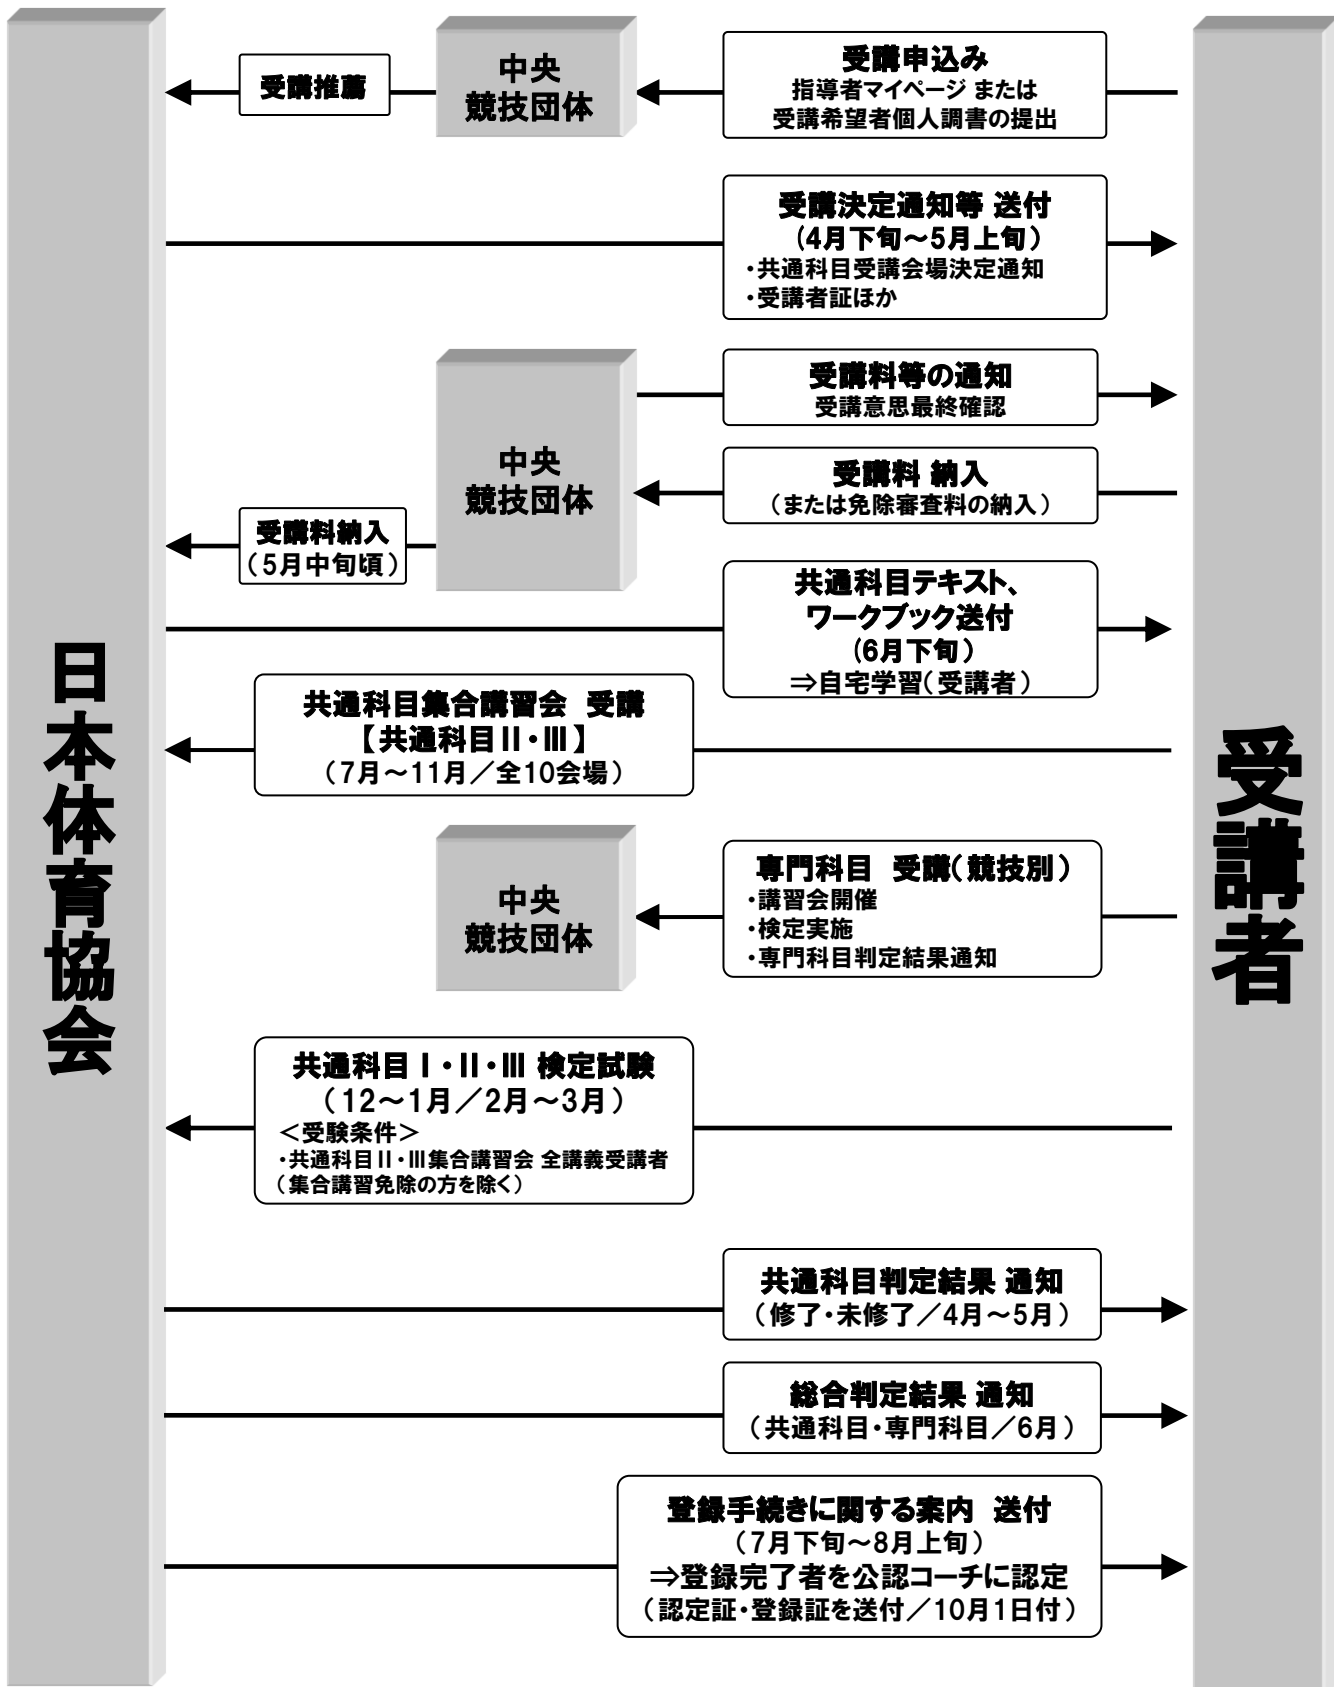 受講申込み
指導者マイページ または
受講希望者個人調書の提出
中央
競技団体
受講推薦
受講決定通知等 送付
(4月下旬～5月上旬)
・共通科目受講会場決定通知
・受講者証ほか
受講料等の通知
受講意思最終確認
中央
競技団体
受講料 納入
(または免除審査料の納入)
受講料納入
(5月中旬頃)
共通科目テキスト、
ワークブック送付
(6月下旬)
⇒自宅学習(受講者)
日本体育協会
受講者
共通科目集合講習会 受講
【共通科目Ⅱ・Ⅲ】
(7月～11月／全10会場)
中央
競技団体
専門科目 受講(競技別)
・講習会開催
・検定実施
・専門科目判定結果通知
共通科目Ⅰ・Ⅱ・Ⅲ 検定試験
(12～1月／2月～3月)
＜受験条件＞
・共通科目Ⅱ・Ⅲ集合講習会 全講義受講者
(集合講習免除の方を除く)
共通科目判定結果 通知
(修了・未修了／4月～5月)
総合判定結果 通知
(共通科目・専門科目／6月)
登録手続きに関する案内 送付
(7月下旬～8月上旬)
⇒登録完了者を公認コーチに認定
(認定証・登録証を送付／10月1日付)